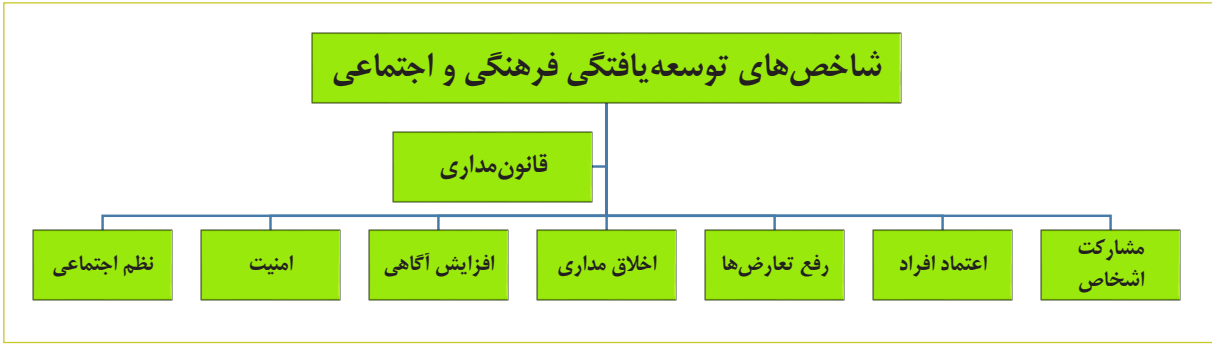 شاخص‌های توسعه‌یافتگی فرهنگی و اجتماعی
قانون‌مداری
مشارکت
اشخاص
اعتماد افراد
رفع تعارض‌ها
اخلاق مداری
افزایش آگاهی
امنیت
نظم اجتماعی